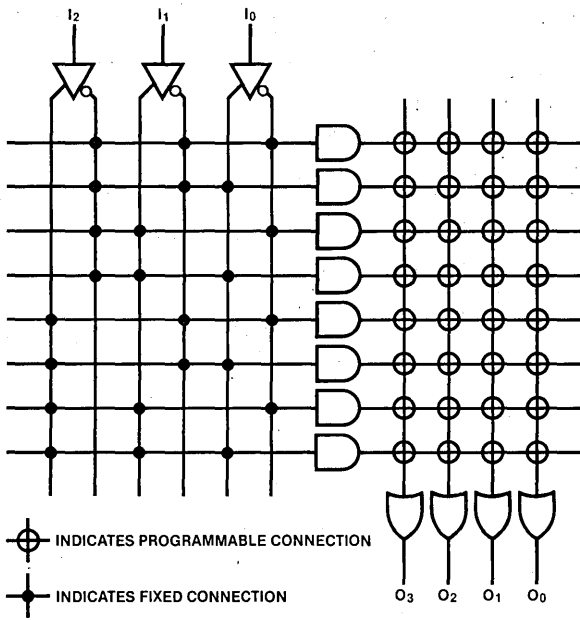 I2 I1 I0
INDICATES PROGRAMMABLE CONNECTION
INDICATES FIXED CONNECTION
O3 O2 O1 O0